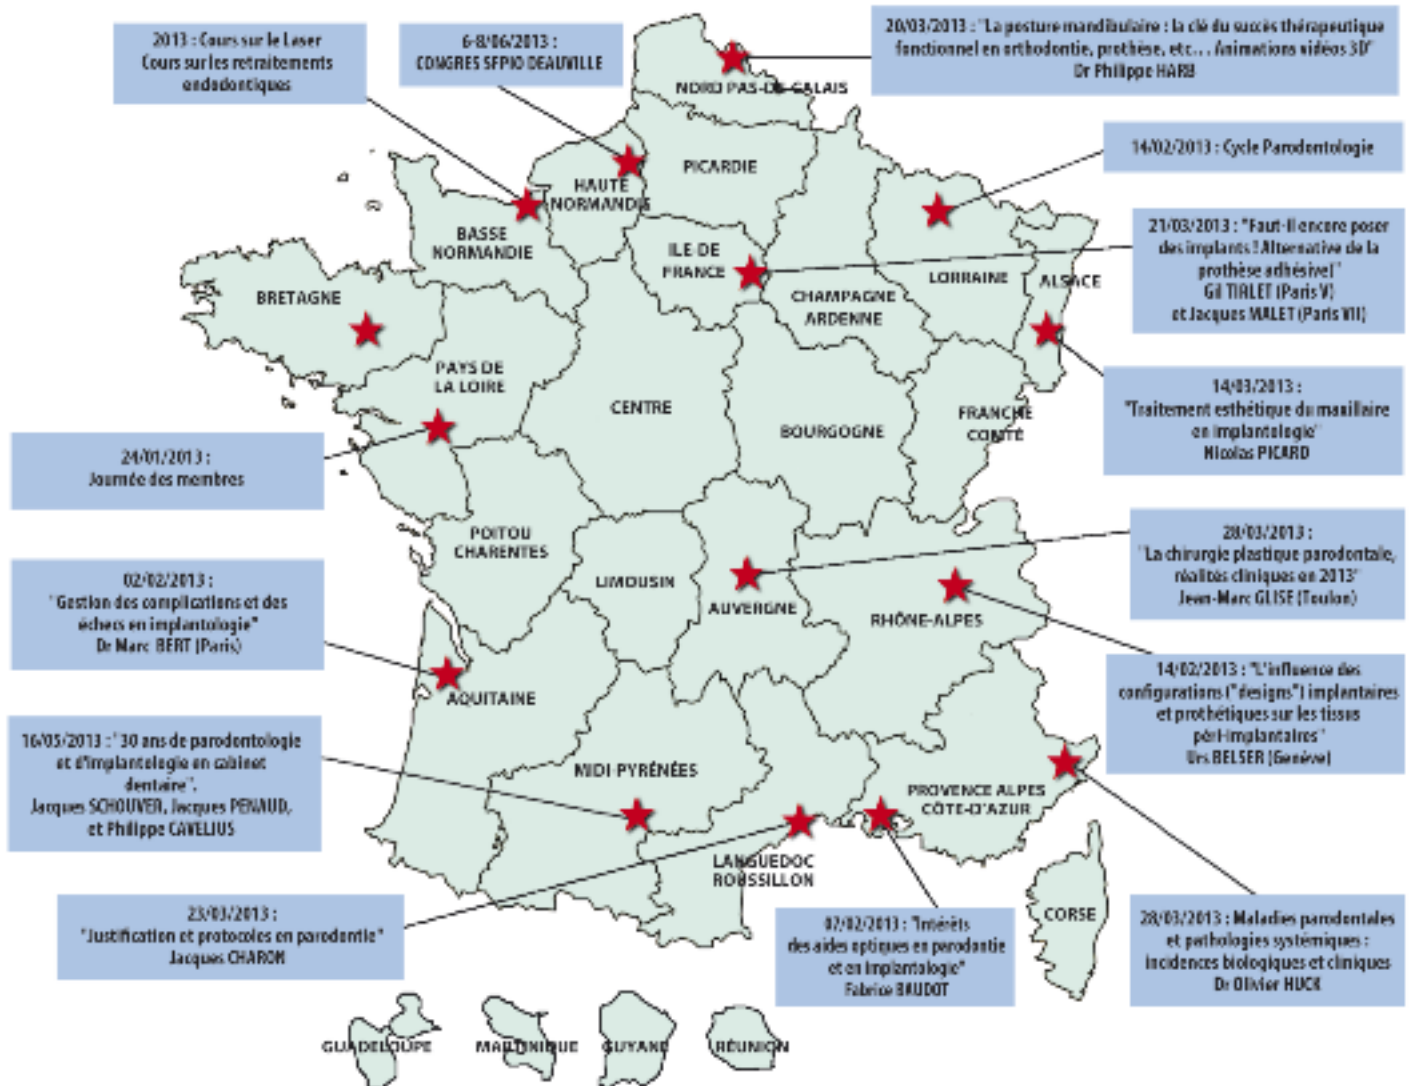 2013 : Cours sur le Laser
Cours sur les retraitements
endodontiques
6-8/06/2013 :
CONGRES SFPIO DEAUVILLE
20/03/2013 : "La posture mandibulaire : la clé du succès thérapeutique
fonctionnel en orthodontie, prothèse, etc... Animations vidéos 3D"
Dr Philippe HARB
NORD PAS-DE-CALAIS
14/02/2013 : Cycle Parodontologie
PICARDIE
HAUTE
NORMANDIE
BASSE
NORMANDIE
ILE DE
FRANCE
21/03/2013 : "Faut-il encore poser
des implants ! Alternative de la
prothèse adhésive!"
Gil TIRLET (Paris V)
et Jacques MALET (Paris VII)
LORRAINE
ALSACE
CHAMPAGNE
ARDENNE
BRETAGNE
PAYS DE
LA LOIRE
CENTRE
BOURGOGNE
FRANCHE
COMTÉ
14/03/2013 :
"Traitement esthétique du maxillaire
en implantologie"
Nicolas PICARD
24/01/2013 :
Journée des membres
POITOU
CHARENTES
LIMOUSIN
AUVERGNE
RHÔNE-ALPES
28/03/2013 :
"La chirurgie plastique parodontale,
réalités cliniques en 2013"
Jean-Marc GLISE (Toulon)
02/02/2013 :
"Gestion des complications et des
échecs en implantologie"
Dr Marc BERT (Paris)
AQUITAINE
14/02/2013 : "L'influence des
configurations ("designs") implantaires
et prothétiques sur les tissus
péri-implantaires"
Urs BELSER (Genève)
16/05/2013 : "30 ans de parodontologie
et d'implantologie en cabinet
dentaire".
Jacques SCHOUVER, Jacques PENAUD,
et Philippe CAVELIUS
MIDI-PYRÉNÉES
PROVENCE ALPES
CÔTE-D'AZUR
LANGUEDOC
ROUSSILLON
23/03/2013 :
"Justification et protocoles en parodontie"
Jacques CHARON
07/02/2013 : "Intérêts
des aides optiques en parodontie
et en implantologie"
Fabrice BAUDOT
CORSE
28/03/2013 : Maladies parodontales
et pathologies systémiques :
incidences biologiques et cliniques
Dr Olivier HUCK
GUADELOUPE
MARTINIQUE
GUYANE
RÉUNION